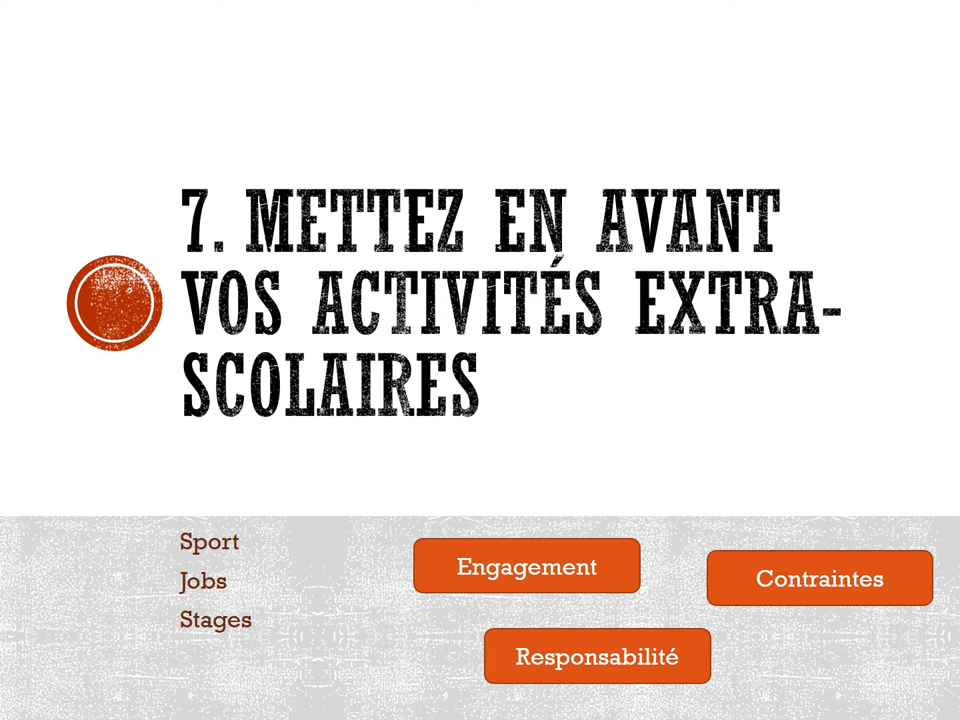 7. METTEZ EN AVANT
VOS ACTIVITÉS EXTRA-
SCOLAIRES
Sport
Jobs
Stages
Engagement
Contraintes
Responsabilité